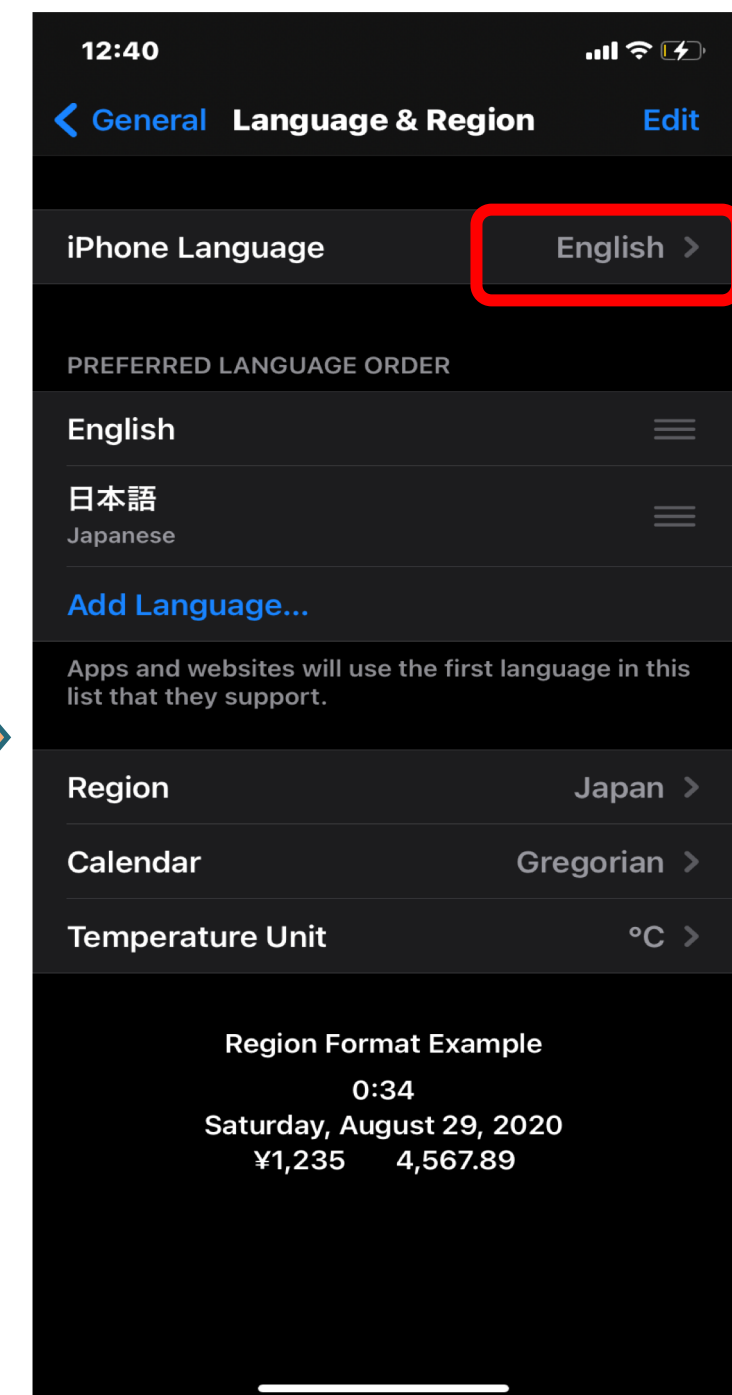 12:40
General Language & Region Edit
iPhone Language English
PREFERRED LANGUAGE ORDER
English
日本語
Japanese
Add Language...
Apps and websites will use the first language in this
list that they support.
Region Japan
Calendar Gregorian
Temperature Unit °C
Region Format Example
0:34
Saturday, August 29, 2020
¥1,235 4,567.89